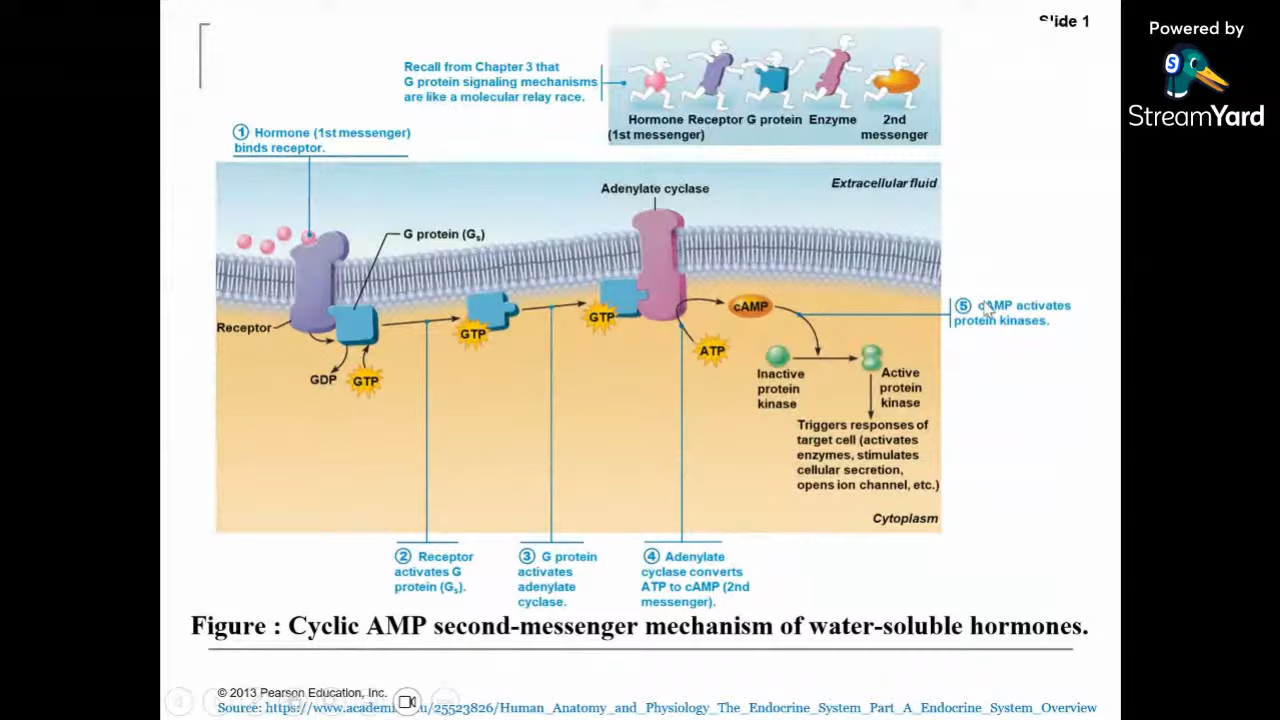 Slide 1
Powered by
S
StreamYard
Recall from Chapter 3 that
G protein signaling mechanisms
are like a molecular relay race.
Hormone Receptor G protein Enzyme 2nd
(1st messenger) messenger
① Hormone (1st messenger)
binds receptor.
Adenylate cyclase
Extracellular fluid
G protein (Gs)
Receptor
GDP
GTP
GTP
GTP
ATP
cAMP
⑤ cAMP activates
protein kinases.
Inactive
protein
kinase
Active
protein
kinase
Triggers responses of
target cell (activates
enzymes, stimulates
cellular secretion,
opens ion channel, etc.)
Cytoplasm
② Receptor
activates G
protein (Gs).
③ G protein
activates
adenylate
cyclase.
④ Adenylate
cyclase converts
ATP to cAMP (2nd
messenger).
Figure : Cyclic AMP second-messenger mechanism of water-soluble hormones.
© 2013 Pearson Education, Inc.
Source: /25523826/Human_Anatomy_and_Physiology_The_Endocrine_System_Part_A_Endocrine_System_Overview